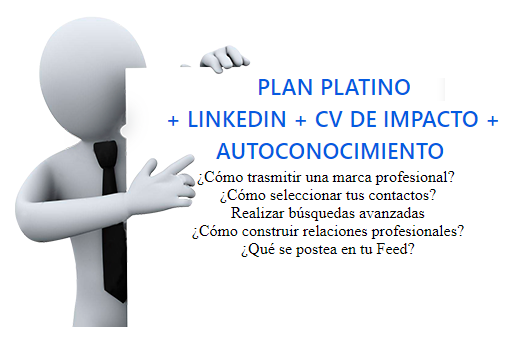 PLAN PLATINO
+ LINKEDIN + CV DE IMPACTO +
AUTOCONOCIMIENTO
¿Cómo trasmitir una marca profesional?
¿Cómo seleccionar tus contactos?
Realizar búsquedas avanzadas
¿Cómo construir relaciones profesionales?
¿Qué se postea en tu Feed?